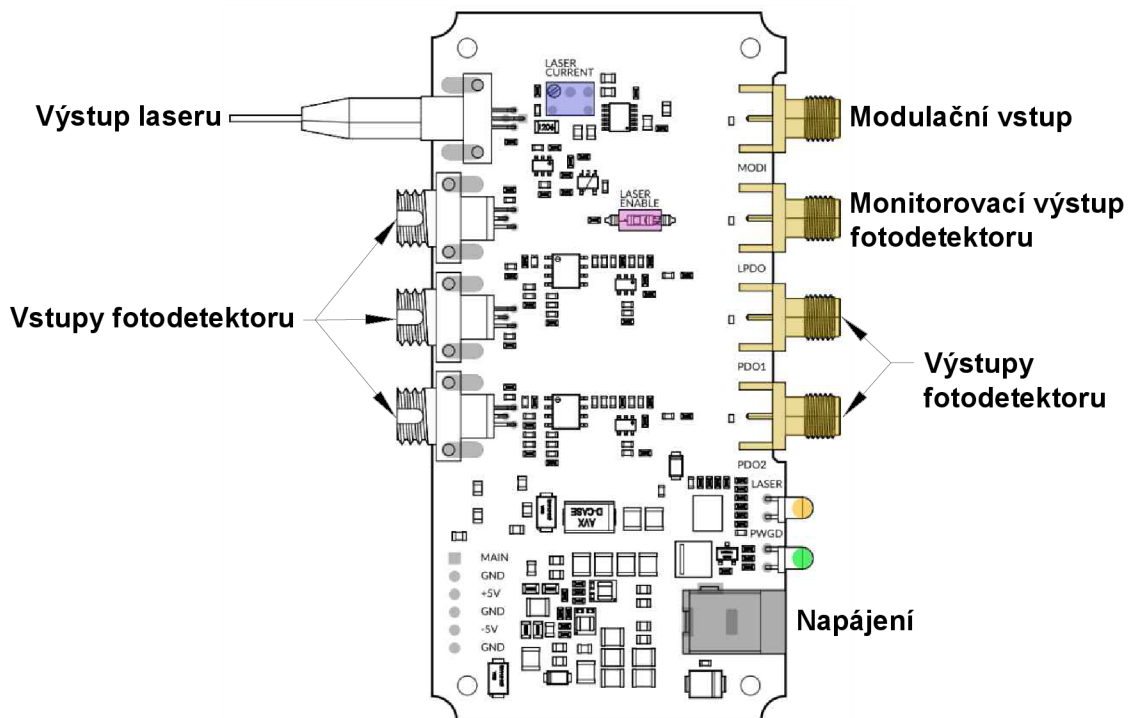 LASER
CURRENT
Výstup laseru
Modulační vstup
1206
MODI
LASER
ENABLE
Monitorovací výstup
fotodetektoru
LPDO
Vstupy fotodetektoru
PDO1
Výstupy
fotodetektoru
PDO2
LASER
AVX
D-CASE
PWGD
MAIN
GND
+5V
GND
-5V
GND
Napájení